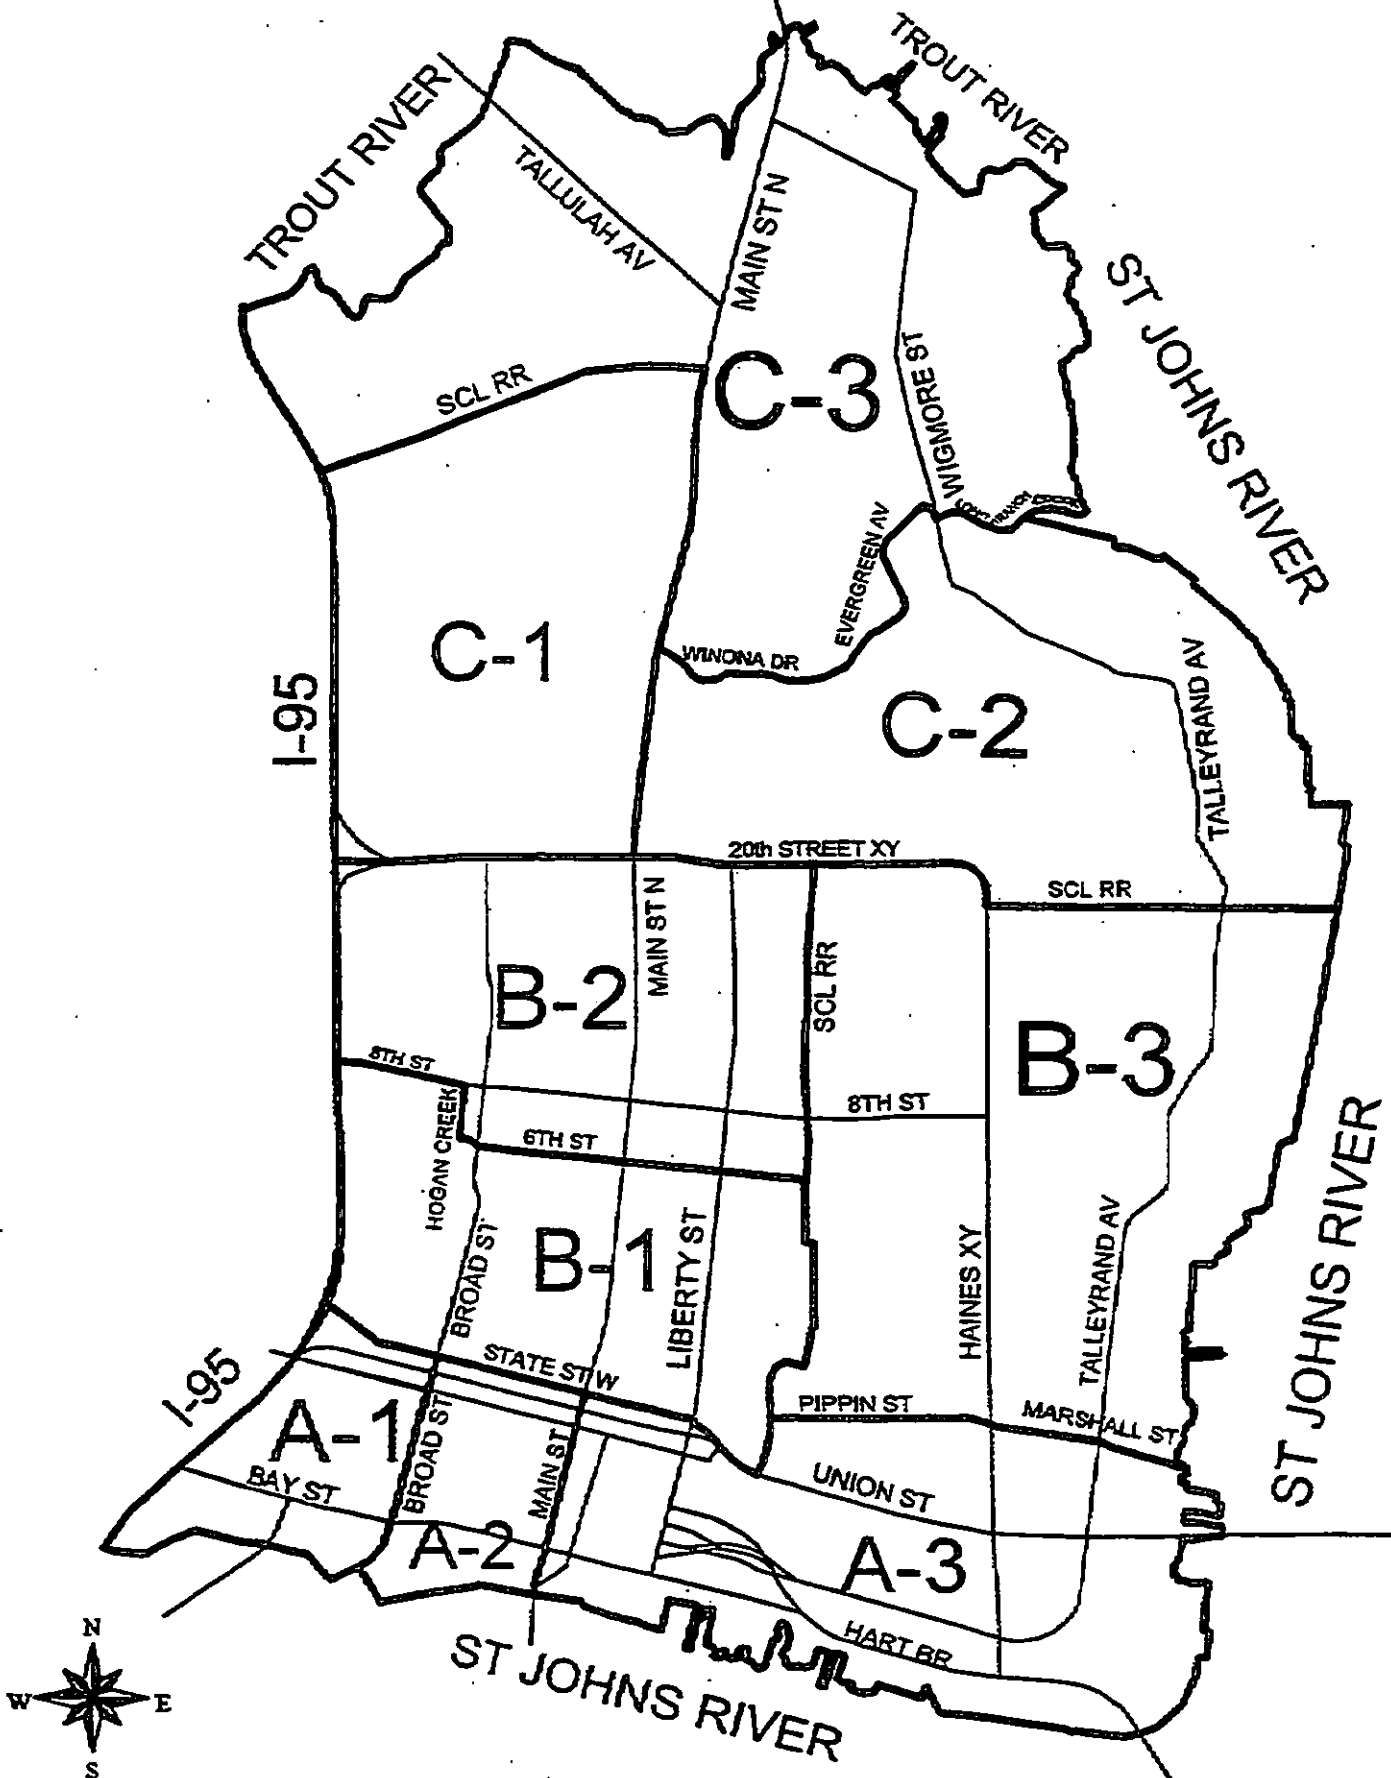 TROUT RIVER
TROUT RIVER
TALLULAH AV
MAIN ST N
ST JOHNS RIVER
SCL RR
C-3
WIGMORE ST
LONG BRANCH
EVERGREEN AV
C-1
WINONA DR
I-95
C-2
TALLEYRAND AV
20th STREET XY
SCL RR
MAIN ST N
SCL RR
B-2
B-3
8TH ST
8TH ST
HOGAN CREEK
6TH ST
ST JOHNS RIVER
B-1
BROAD ST
LIBERTY ST
HAINES XY
TALLEYRAND AV
STATE ST W
I-95
PIPPIN ST
MARSHALL ST
A-1
BROAD ST
MAIN ST
BAY ST
UNION ST
A-2
A-3
HART BR
ST JOHNS RIVER
N
W E
S